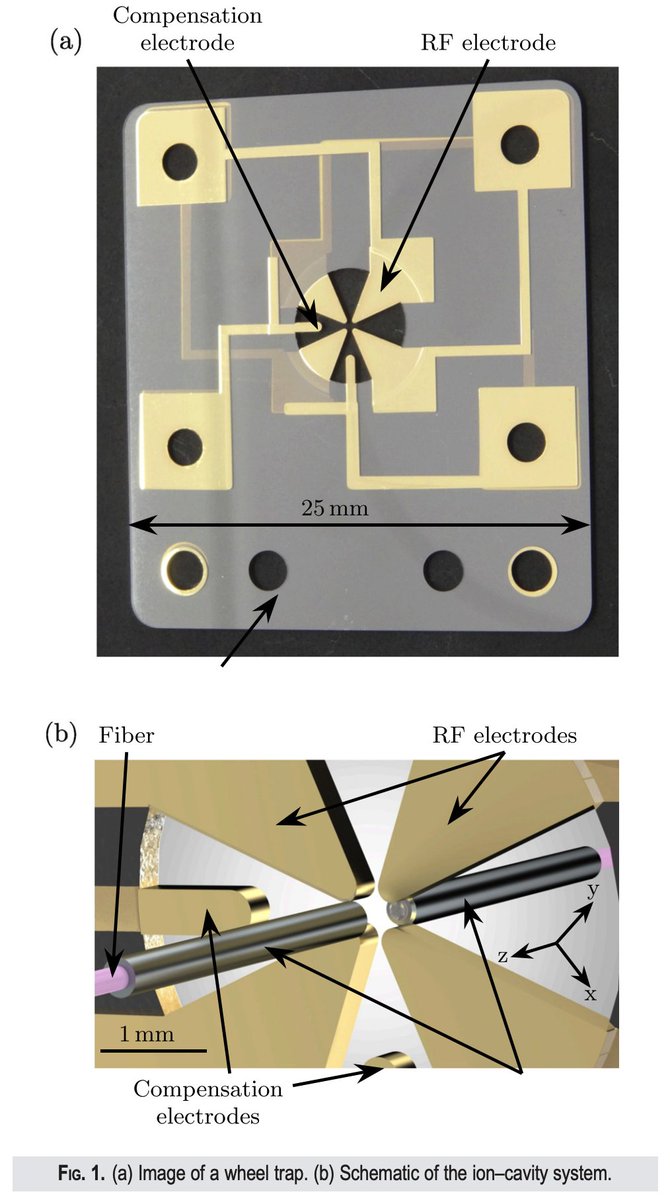 Compensation
electrode
(a)
RF electrode
25 mm
(b)
Fiber
RF electrodes
y
z
x
1 mm
Compensation
electrodes
FIG. 1. (a) Image of a wheel trap. (b) Schematic of the ion–cavity system.